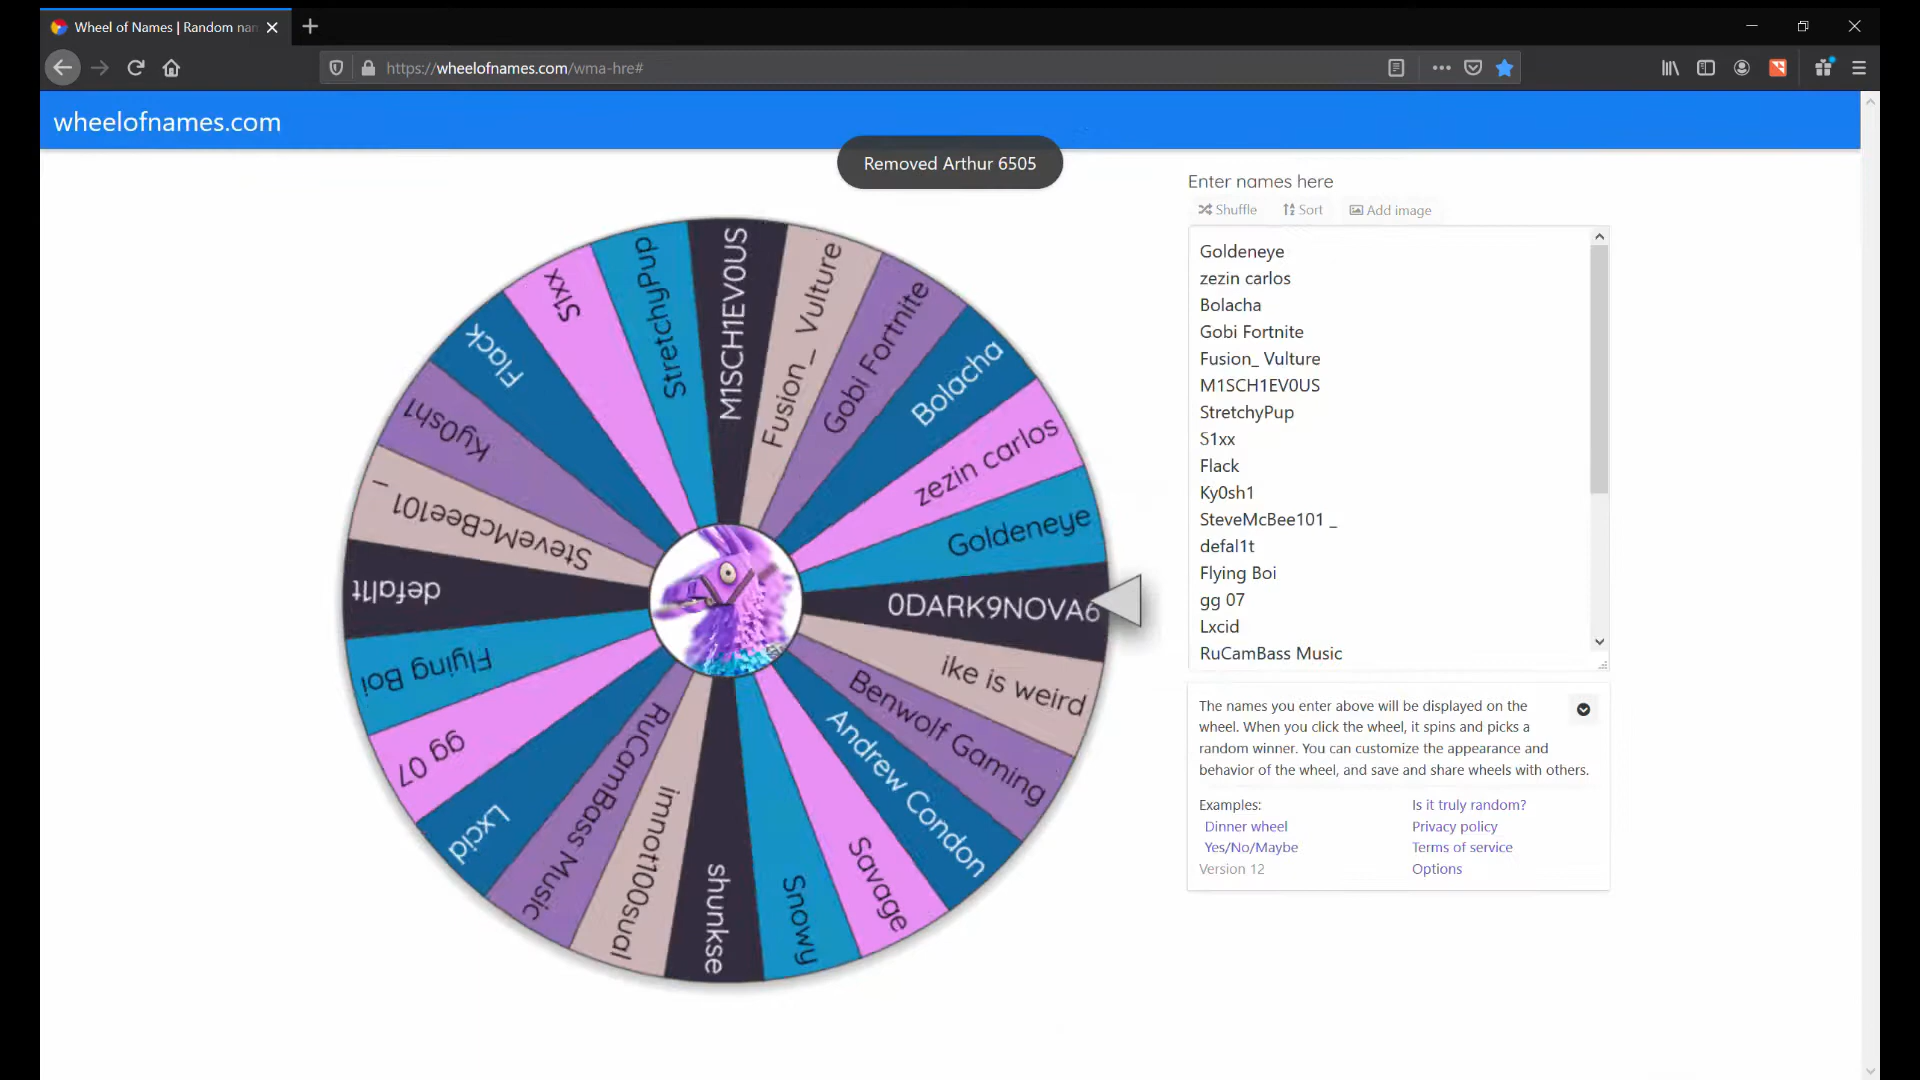 Wheel of Names | Random nam
https://wheelofnames.com/wma-hre#
wheelofnames.com
Removed Arthur 6505
Enter names here
Shuffle
Sort
Add image
Goldeneye
zezin carlos
Bolacha
Gobi Fortnite
Fusion_ Vulture
M1SCH1EV0US
StretchyPup
S1xx
Flack
Ky0sh1
SteveMcBee101 _
defal1t
Flying Boi
gg 07
Lxcid
RuCamBass Music
M1SCH1EV0US
Fusion_ Vulture
Gobi Fortnite
Bolacha
zezin carlos
Goldeneye
0DARK9NOVA6
ike is weird
Benwolf Gaming
Andrew Condon
Savage
Snowy
shunkse
imnot100sual
RuCamBass Music
Lxcid
gg 07
Flying Boi
defal1t
SteveMcBee101 _
Ky0sh1
Flack
S1xx
StretchyPup
The names you enter above will be displayed on the
wheel. When you click the wheel, it spins and picks a
random winner. You can customize the appearance and
behavior of the wheel, and save and share wheels with others.
Examples:
Dinner wheel
Yes/No/Maybe
Version 12
Is it truly random?
Privacy policy
Terms of service
Options